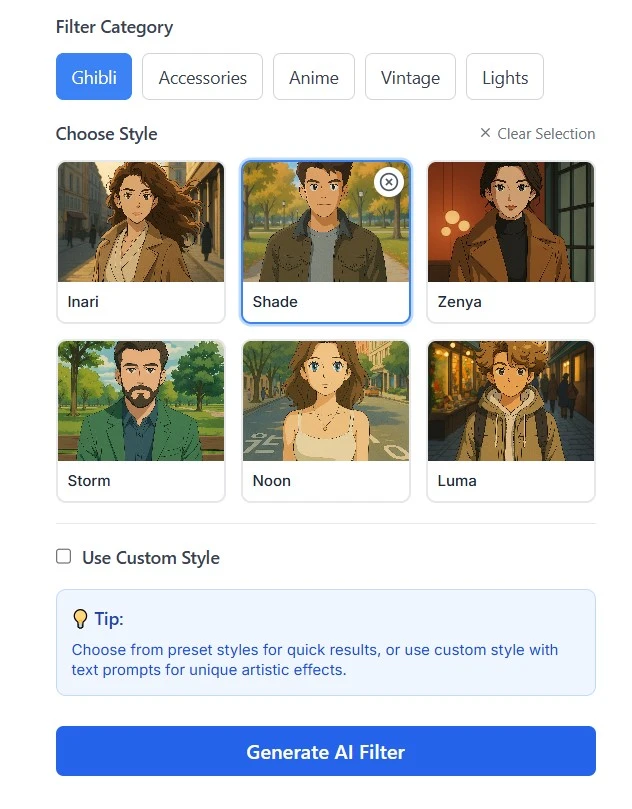 Filter Category
Ghibli Accessories Anime Vintage Lights
Choose Style × Clear Selection
Inari Shade Zenya
Storm Noon Luma
Use Custom Style
Tip:
Choose from preset styles for quick results, or use custom style with
text prompts for unique artistic effects.
Generate AI Filter